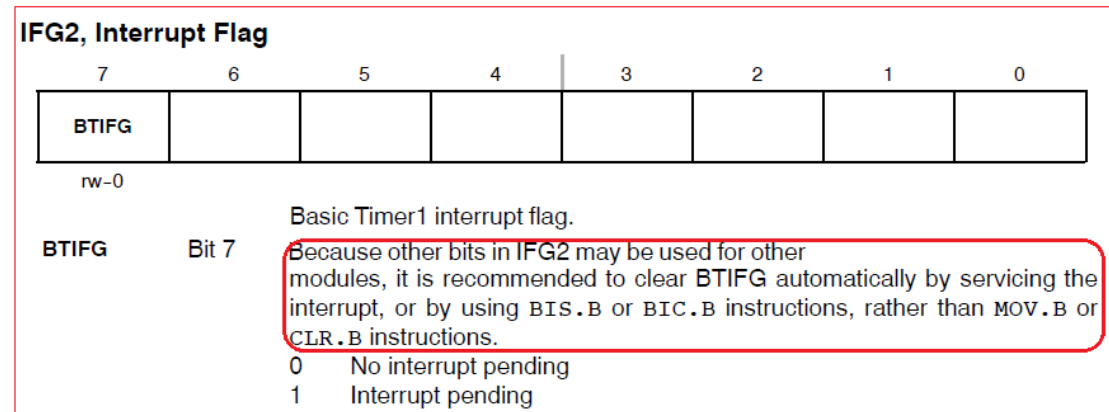 IFG2, Interrupt Flag
7 6 5 4 3 2 1 0
BTIFG
rw-0
Basic Timer1 interrupt flag.
BTIFG Bit 7 Because other bits in IFG2 may be used for other
modules, it is recommended to clear BTIFG automatically by servicing the
interrupt, or by using BIS.B or BIC.B instructions, rather than MOV.B or
CLR.B instructions.
0 No interrupt pending
1 Interrupt pending